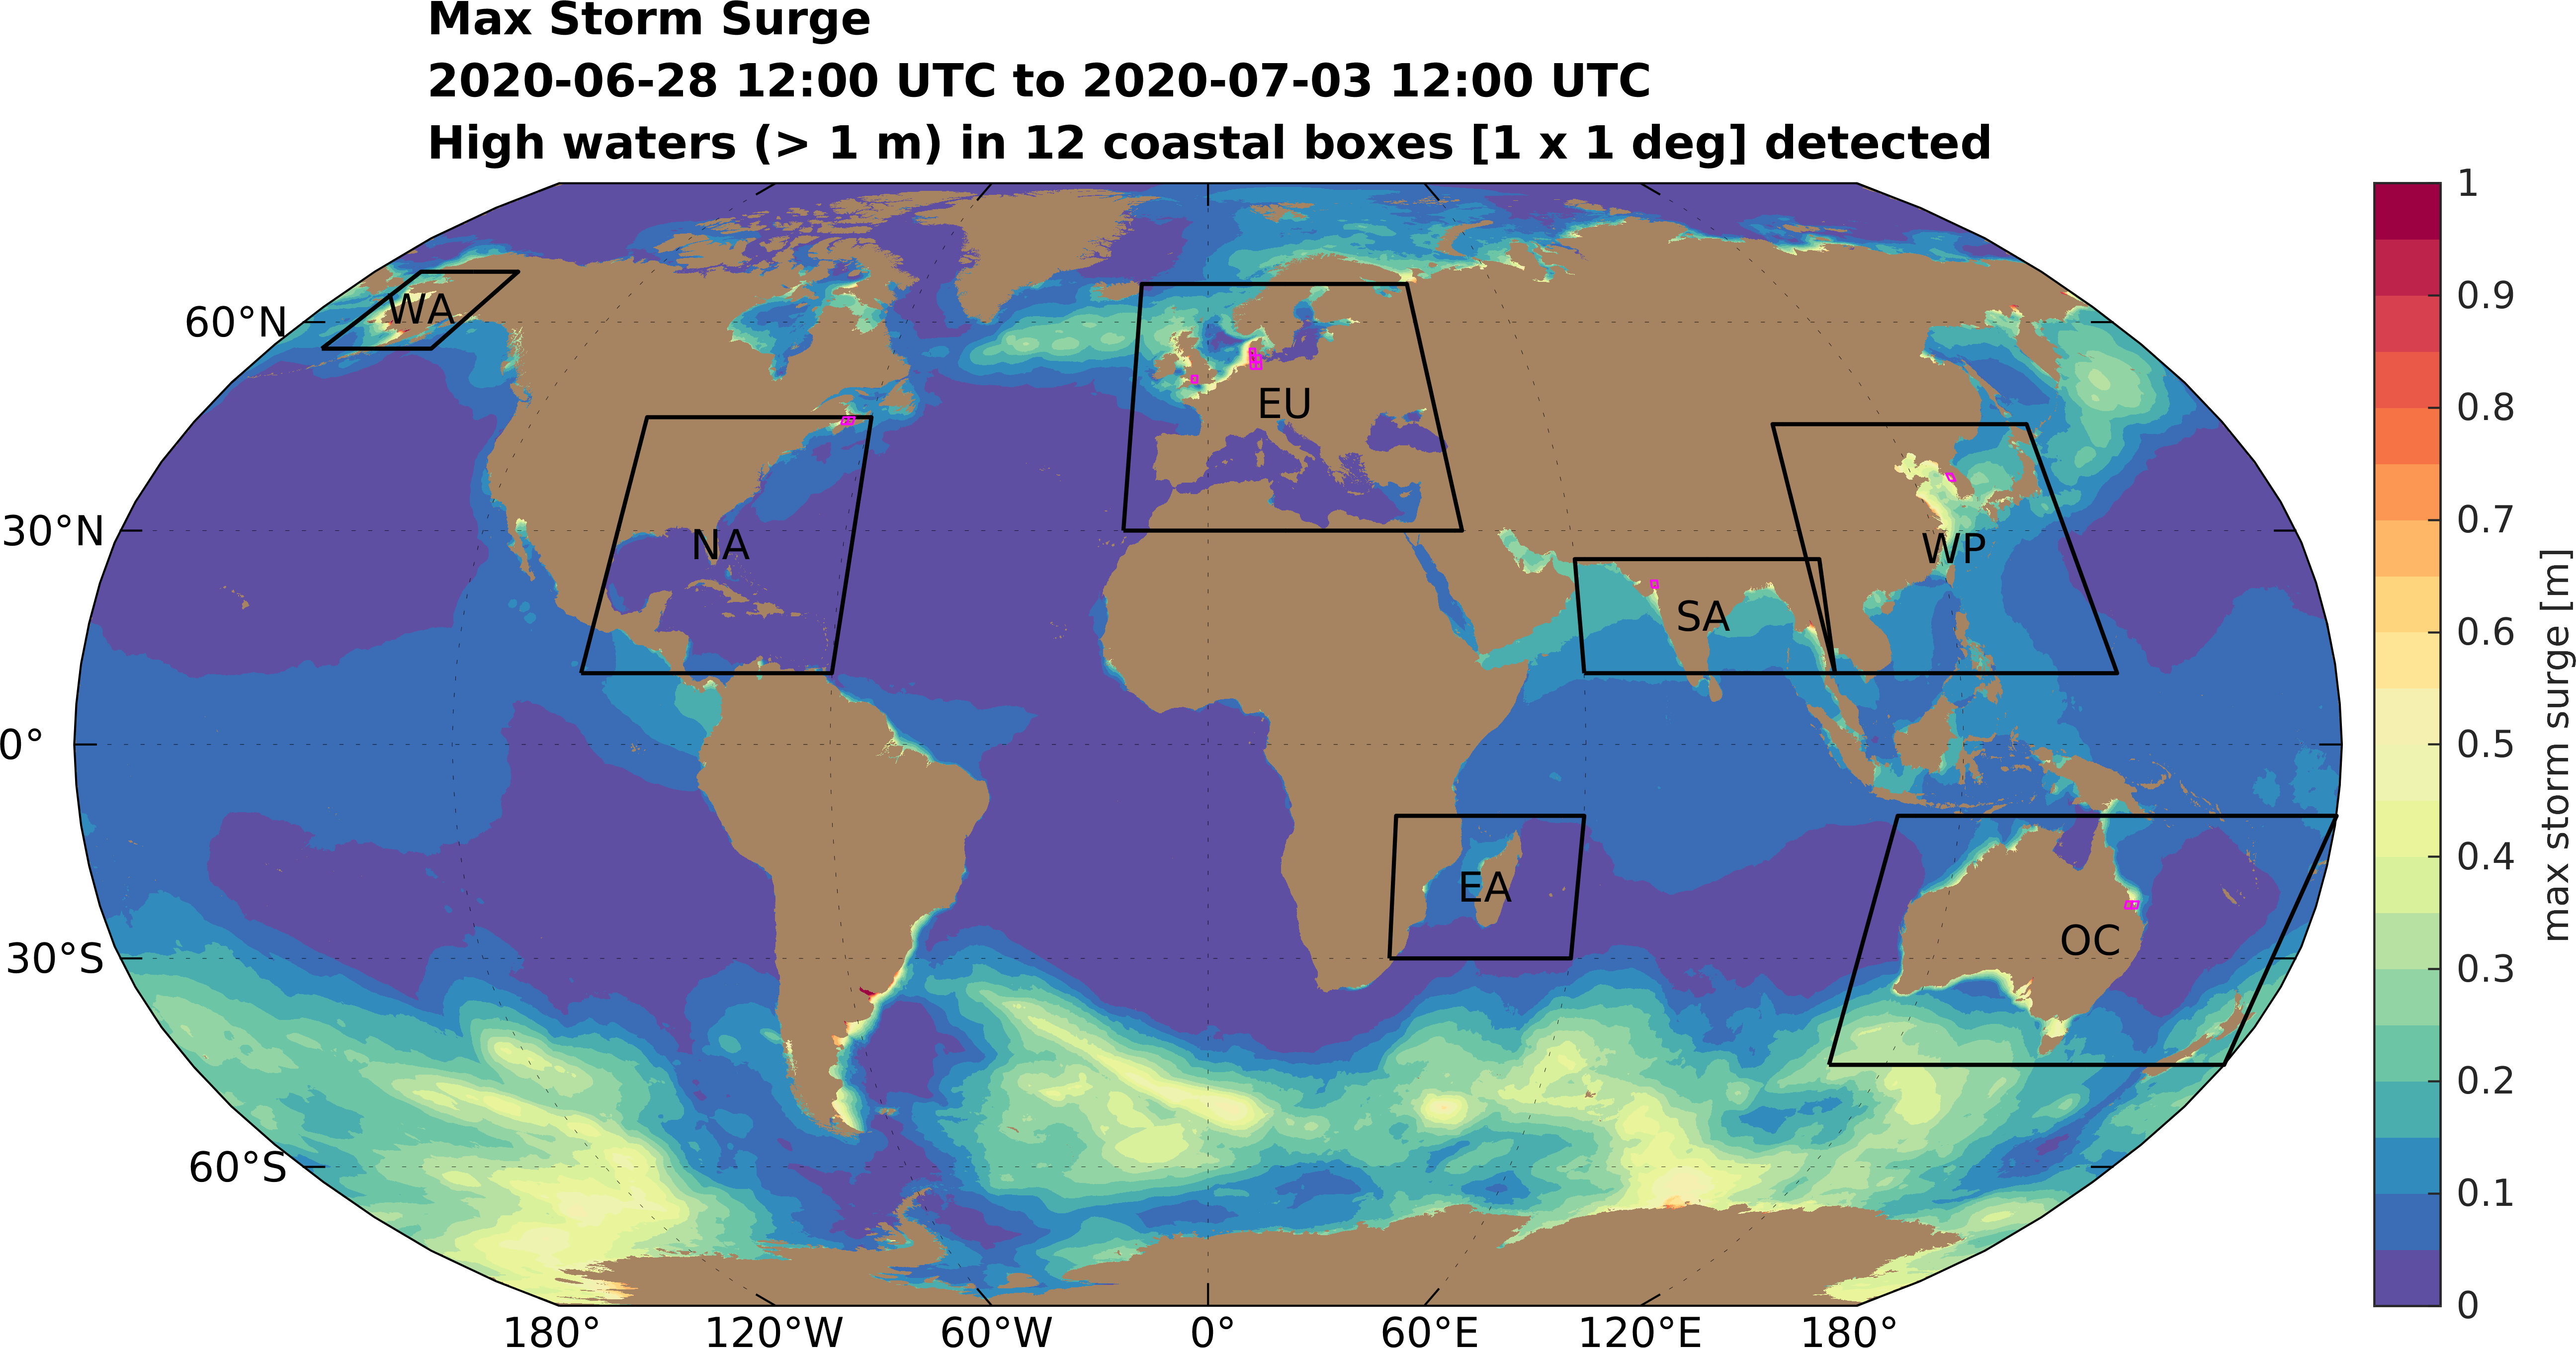 Max Storm Surge
2020-06-28 12:00 UTC to 2020-07-03 12:00 UTC
High waters (> 1 m) in 12 coastal boxes [1 x 1 deg] detected
60°N
30°N
0°
30°S
60°S
180°
120°W
60°W
0°
60°E
120°E
180°
WA
NA
EU
SA
WP
EA
OC
1
0.9
0.8
0.7
0.6
0.5
0.4
0.3
0.2
0.1
0
max storm surge [m]